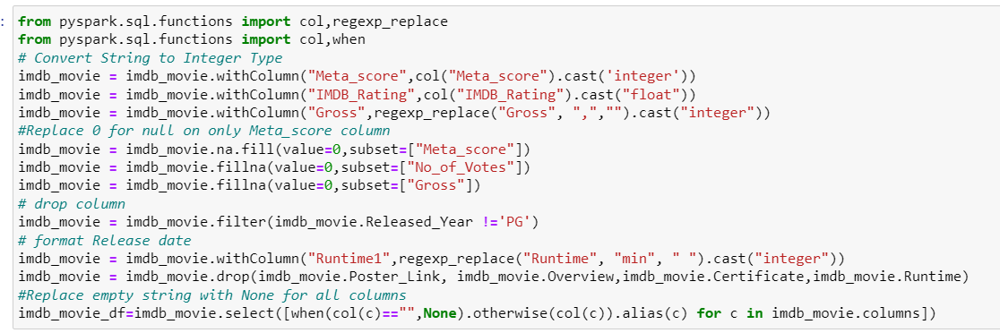 : from pyspark.sql.functions import col,regexp_replace
from pyspark.sql.functions import col,when
# Convert String to Integer Type
imdb_movie = imdb_movie.withColumn("Meta_score",col("Meta_score").cast('integer'))
imdb_movie = imdb_movie.withColumn("IMDB_Rating",col("IMDB_Rating").cast("float"))
imdb_movie = imdb_movie.withColumn("Gross",regexp_replace("Gross", ",","").cast("integer"))
#Replace 0 for null on only Meta_score column
imdb_movie = imdb_movie.na.fill(value=0,subset=["Meta_score"])
imdb_movie = imdb_movie.fillna(value=0,subset=["No_of_Votes"])
imdb_movie = imdb_movie.fillna(value=0,subset=["Gross"])
# drop column
imdb_movie = imdb_movie.filter(imdb_movie.Released_Year !='PG')
# format Release date
imdb_movie = imdb_movie.withColumn("Runtime1",regexp_replace("Runtime", "min", " ").cast("integer"))
imdb_movie = imdb_movie.drop(imdb_movie.Poster_Link, imdb_movie.Overview,imdb_movie.Certificate,imdb_movie.Runtime)
#Replace empty string with None for all columns
imdb_movie_df=imdb_movie.select([when(col(c)=="",None).otherwise(col(c)).alias(c) for c in imdb_movie.columns])